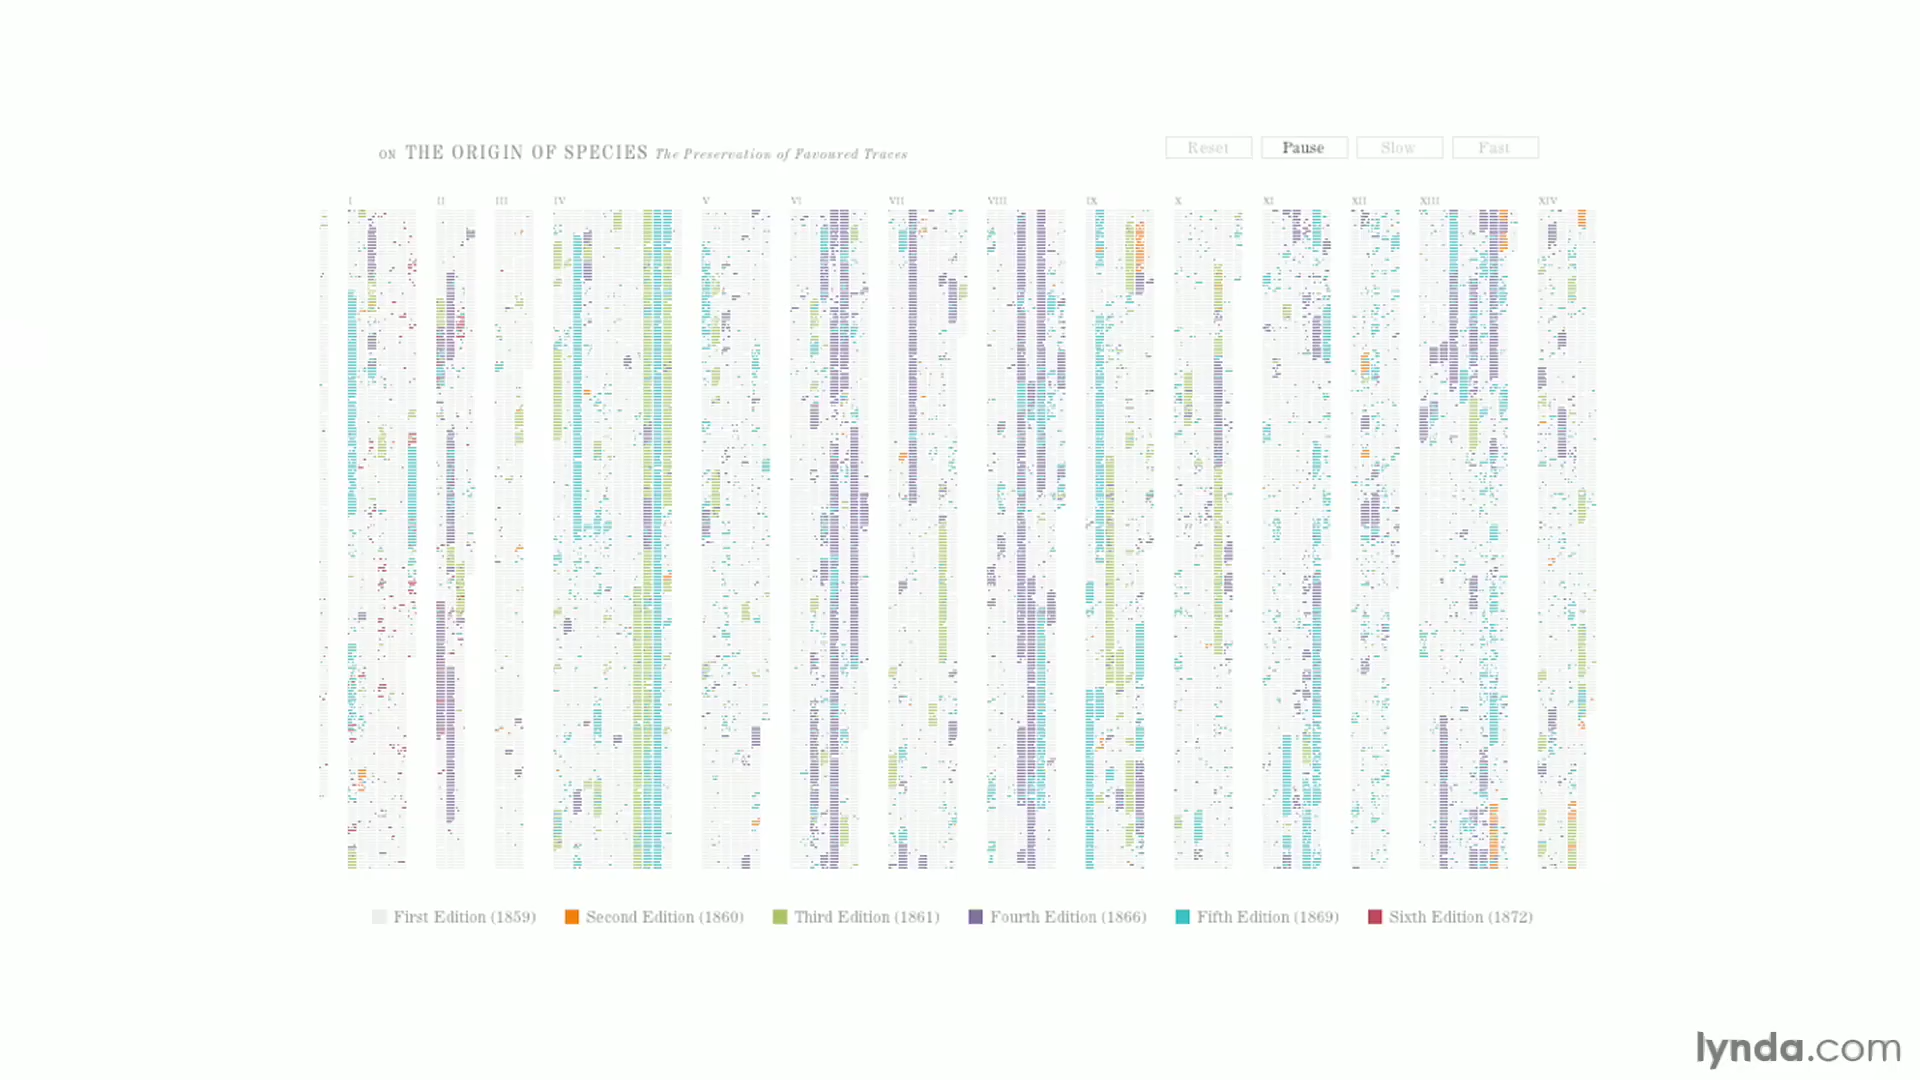 ON THE ORIGIN OF SPECIES The Preservation of Favoured Traces
Reset Pause Slow Fast
I II III IV V VI VII VIII IX X XI XII XIII XIV
First Edition (1859) Second Edition (1860) Third Edition (1861) Fourth Edition (1866) Fifth Edition (1869) Sixth Edition (1872)
lynda.com